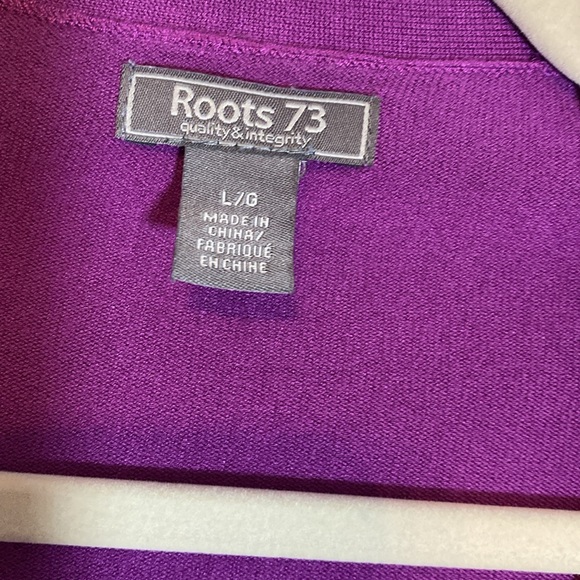 Roots 73
quality & integrity
L/G
MADE IN
CHINA/
FABRIQUÉ
EN CHINE